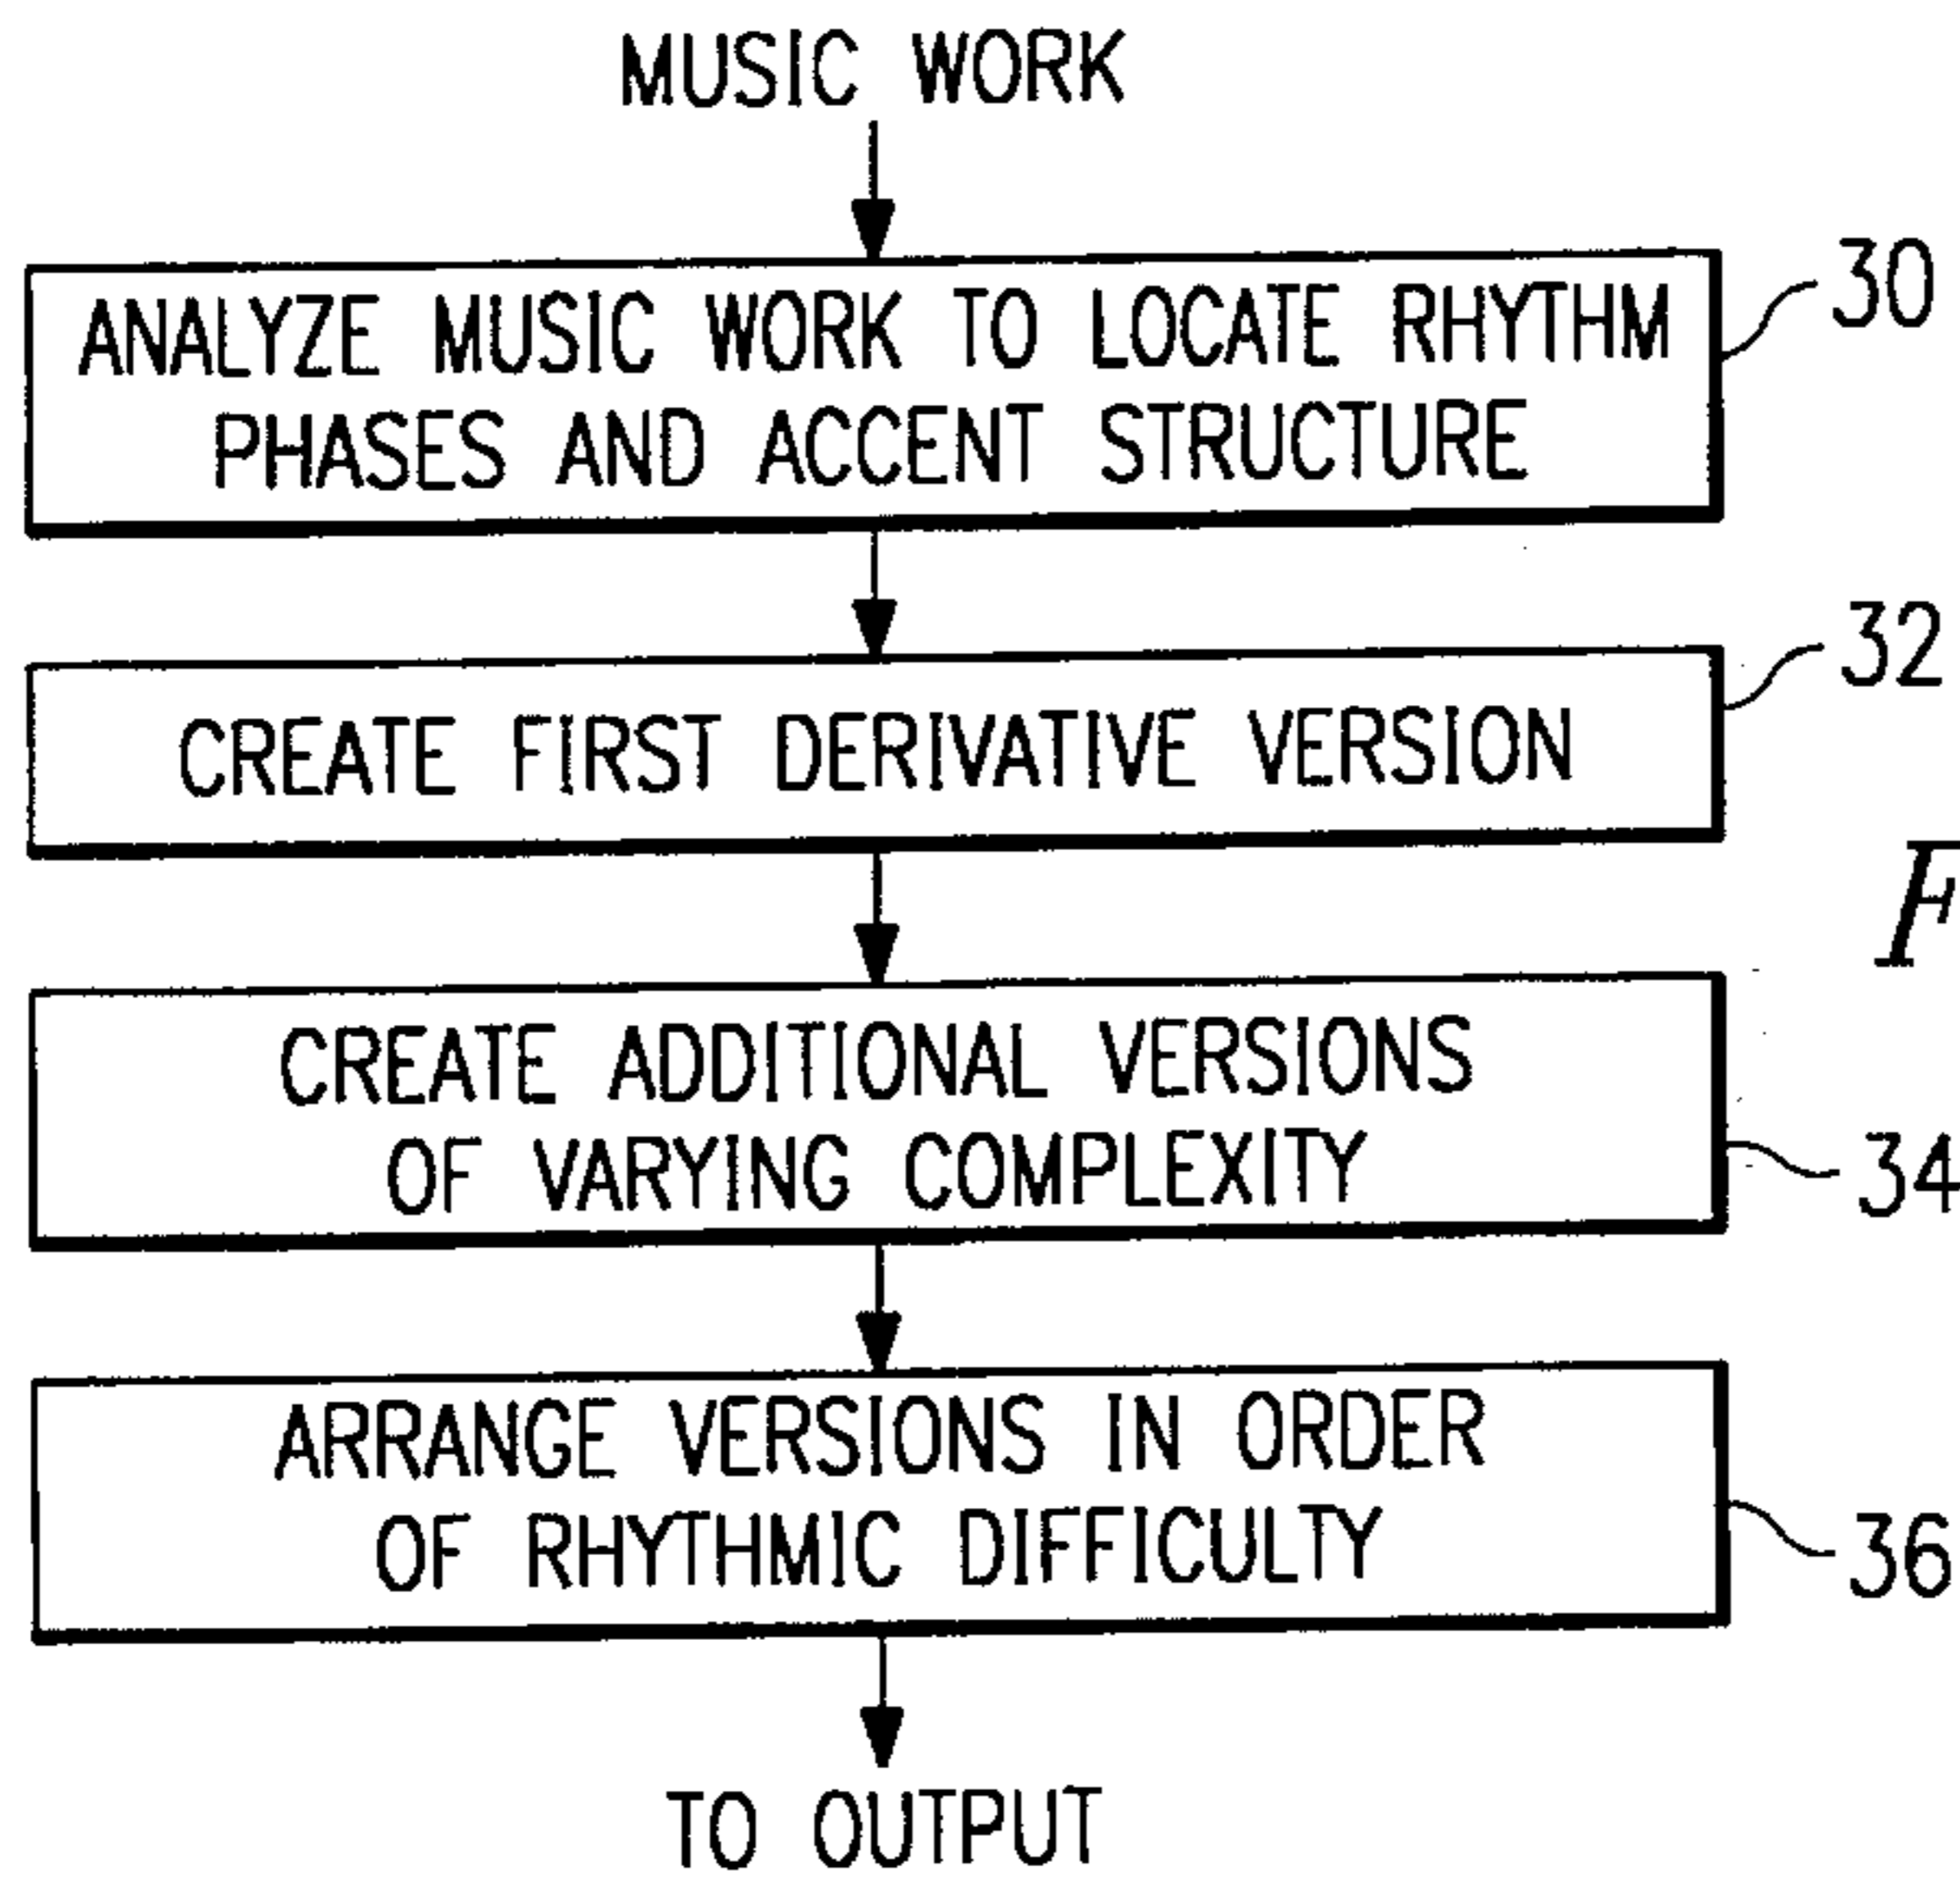 MUSIC WORK
ANALYZE MUSIC WORK TO LOCATE RHYTHM
PHASES AND ACCENT STRUCTURE
30
CREATE FIRST DERIVATIVE VERSION
32
F
CREATE ADDITIONAL VERSIONS
OF VARYING COMPLEXITY
34
ARRANGE VERSIONS IN ORDER
OF RHYTHMIC DIFFICULTY
36
TO OUTPUT